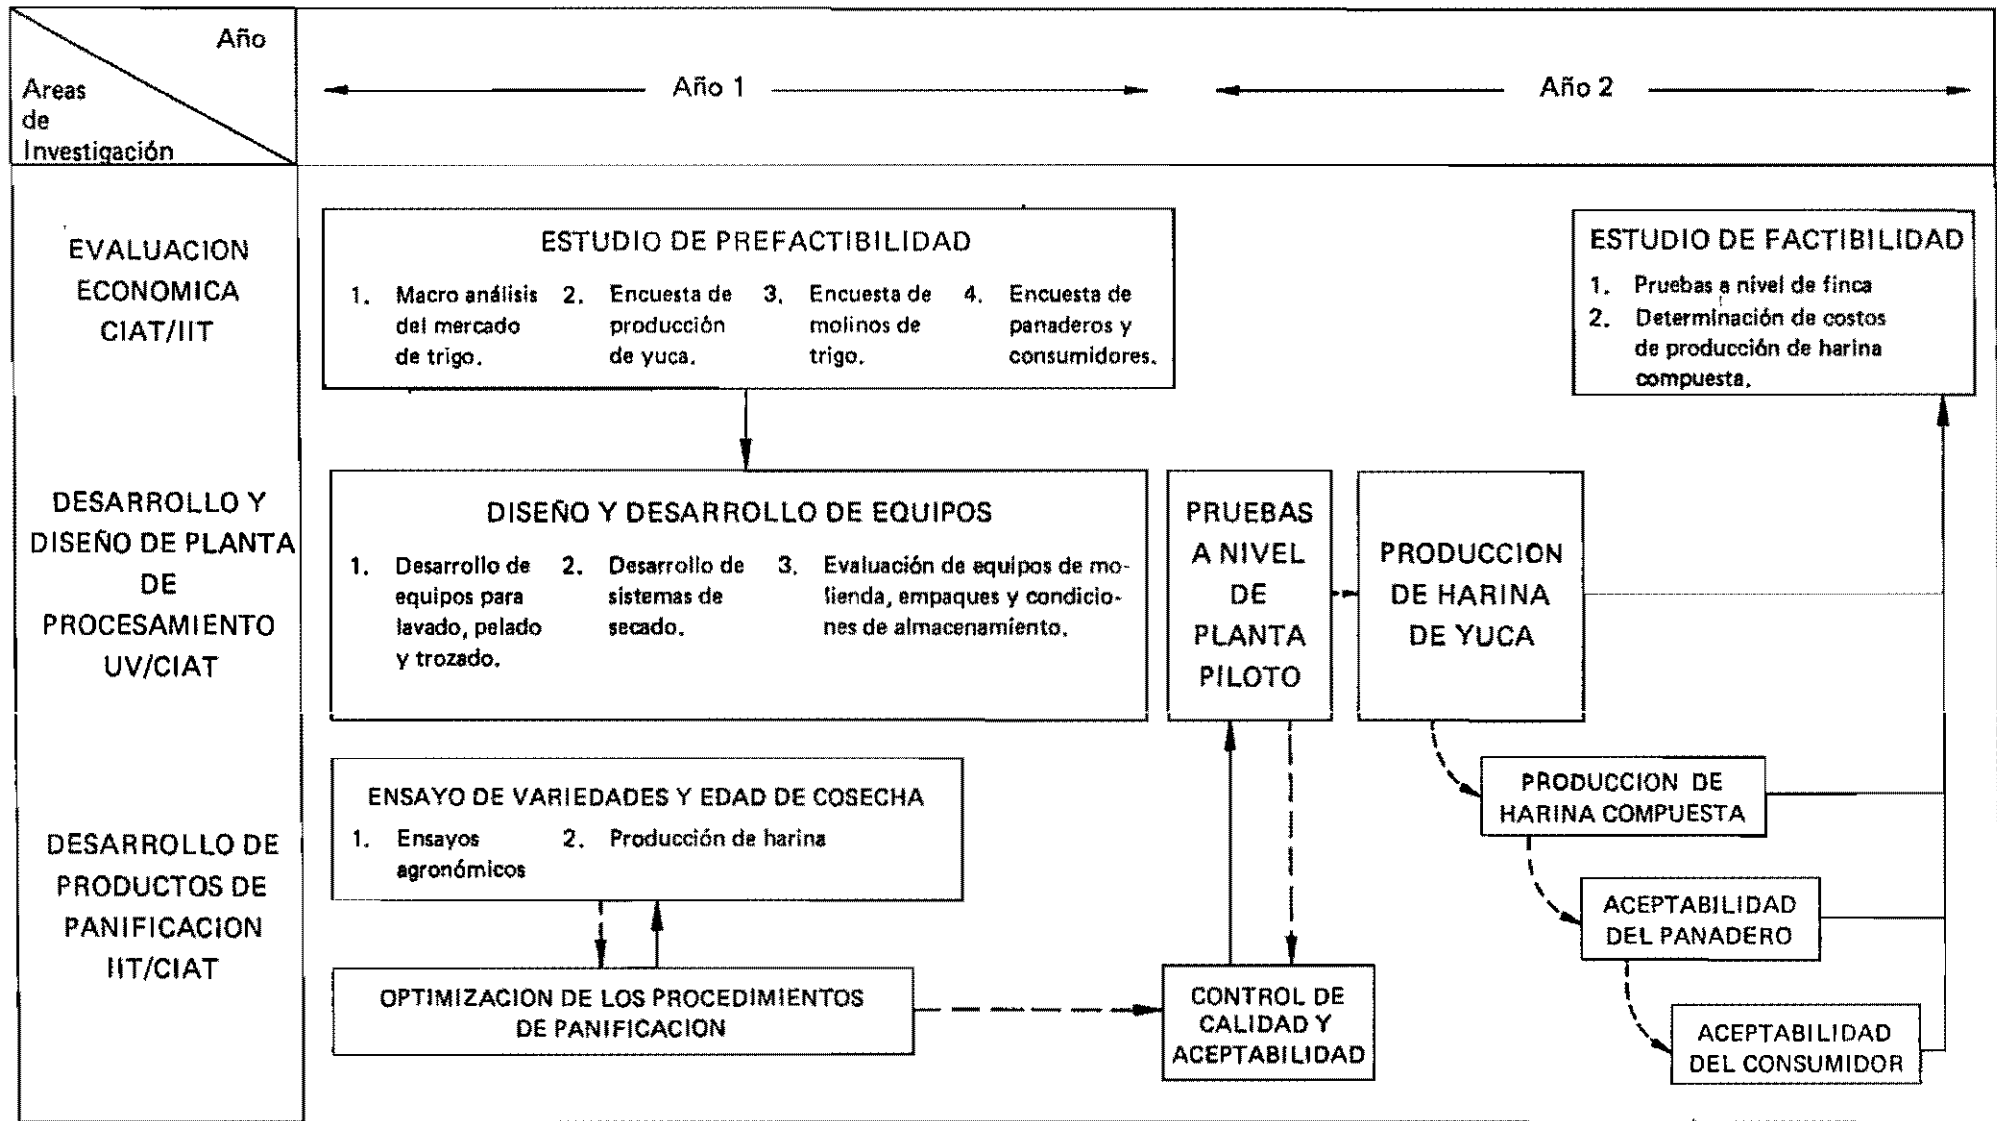 Año
Areas
de
Investigación
Año 1
Año 2
EVALUACION
ECONOMICA
CIAT/IIT
ESTUDIO DE PREFACTIBILIDAD
1. Macro análisis
del mercado
de trigo.
2. Encuesta de
producción
de yuca.
3. Encuesta de
molinos de
trigo.
4. Encuesta de
panaderos y
consumidores.
ESTUDIO DE FACTIBILIDAD
1. Pruebas a nivel de finca
2. Determinación de costos
de producción de harina
compuesta.
DESARROLLO Y
DISEÑO DE PLANTA
DE
PROCESAMIENTO
UV/CIAT
DISEÑO Y DESARROLLO DE EQUIPOS
1. Desarrollo de
equipos para
lavado, pelado
y trozado.
2. Desarrollo de
sistemas de
secado.
3. Evaluación de equipos de mo-
lienda, empaques y condicio-
nes de almacenamiento.
PRUEBAS
A NIVEL
DE
PLANTA
PILOTO
PRODUCCION
DE HARINA
DE YUCA
DESARROLLO DE
PRODUCTOS DE
PANIFICACION
IIT/CIAT
ENSAYO DE VARIEDADES Y EDAD DE COSECHA
1. Ensayos
agronómicos
2. Producción de harina
OPTIMIZACION DE LOS PROCEDIMIENTOS
DE PANIFICACION
CONTROL DE
CALIDAD Y
ACEPTABILIDAD
PRODUCCION DE
HARINA COMPUESTA
ACEPTABILIDAD
DEL PANADERO
ACEPTABILIDAD
DEL CONSUMIDOR